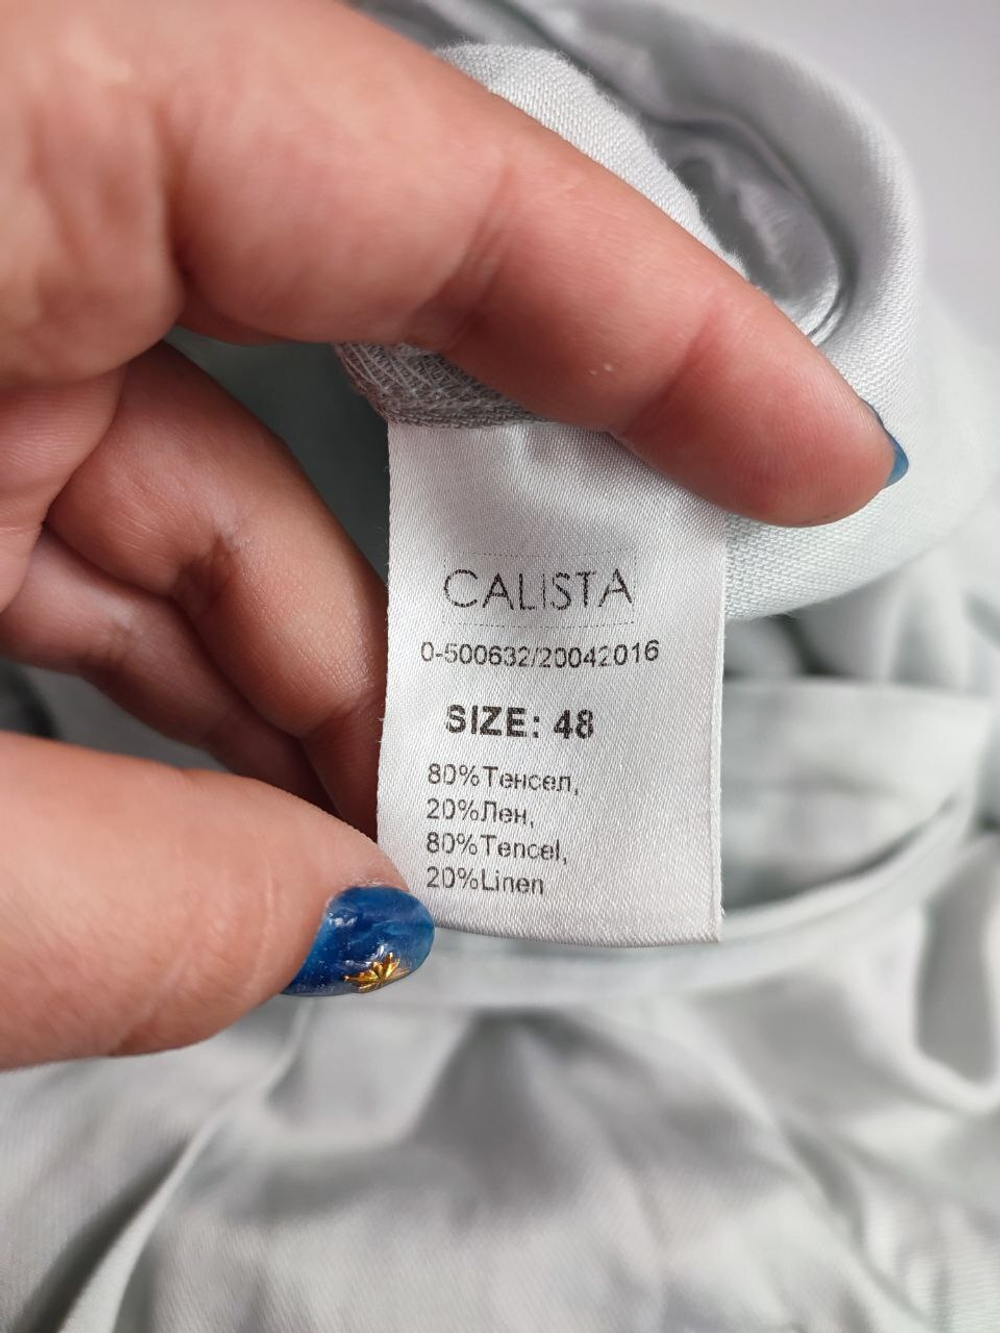 CALISTA
0-500632/20042016
SIZE: 48
80%Тенсел,
20%Лен,
80%Tencel,
20%Linen